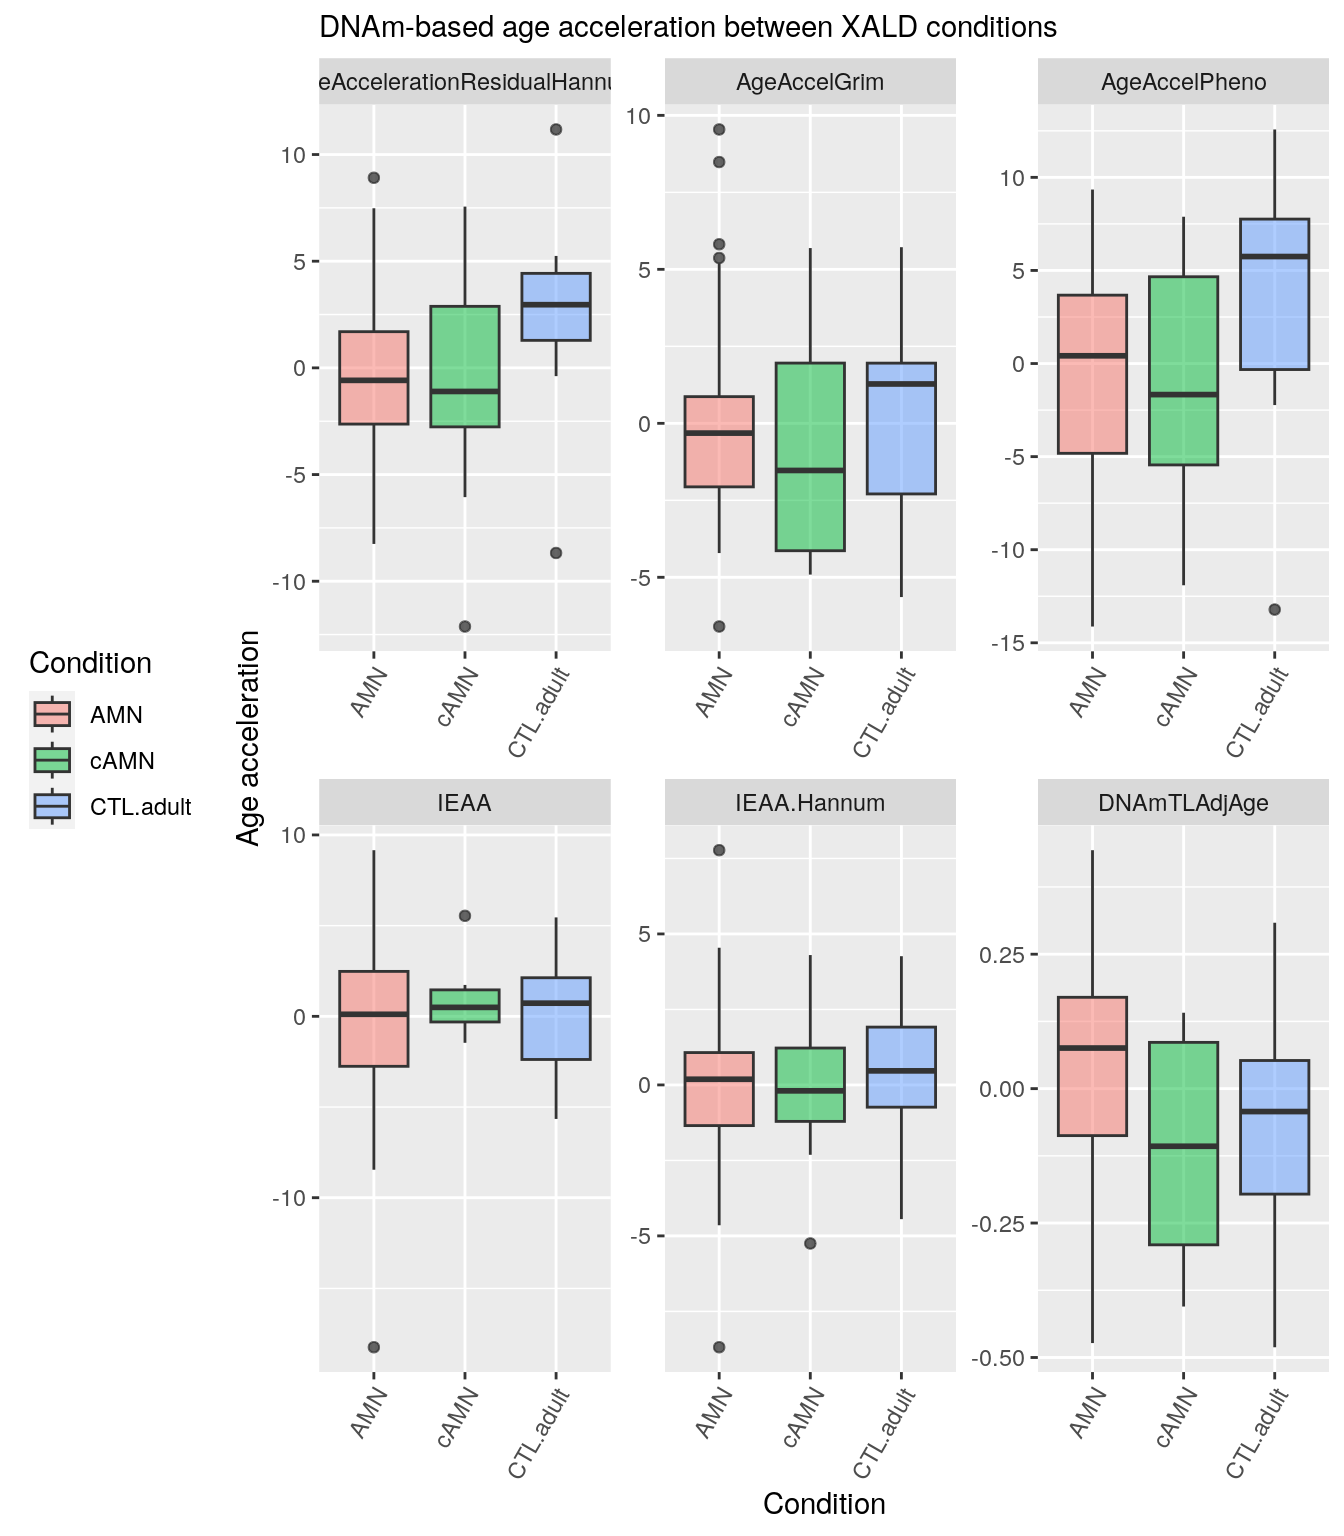 DNAm-based age acceleration between XALD conditions
eAccelerationResidualHannu
AgeAccelGrim
AgeAccelPheno
10
5
0
-5
-10
10
5
0
-5
10
5
0
-5
-10
-15
AMN
cAMN
CTL.adult
AMN
cAMN
CTL.adult
AMN
cAMN
CTL.adult
Condition
AMN
cAMN
CTL.adult
Age acceleration
IEAA
IEAA.Hannum
DNAmTLAdjAge
10
0
-10
5
0
-5
0.25
0.00
-0.25
-0.50
AMN
cAMN
CTL.adult
AMN
cAMN
CTL.adult
AMN
cAMN
CTL.adult
Condition